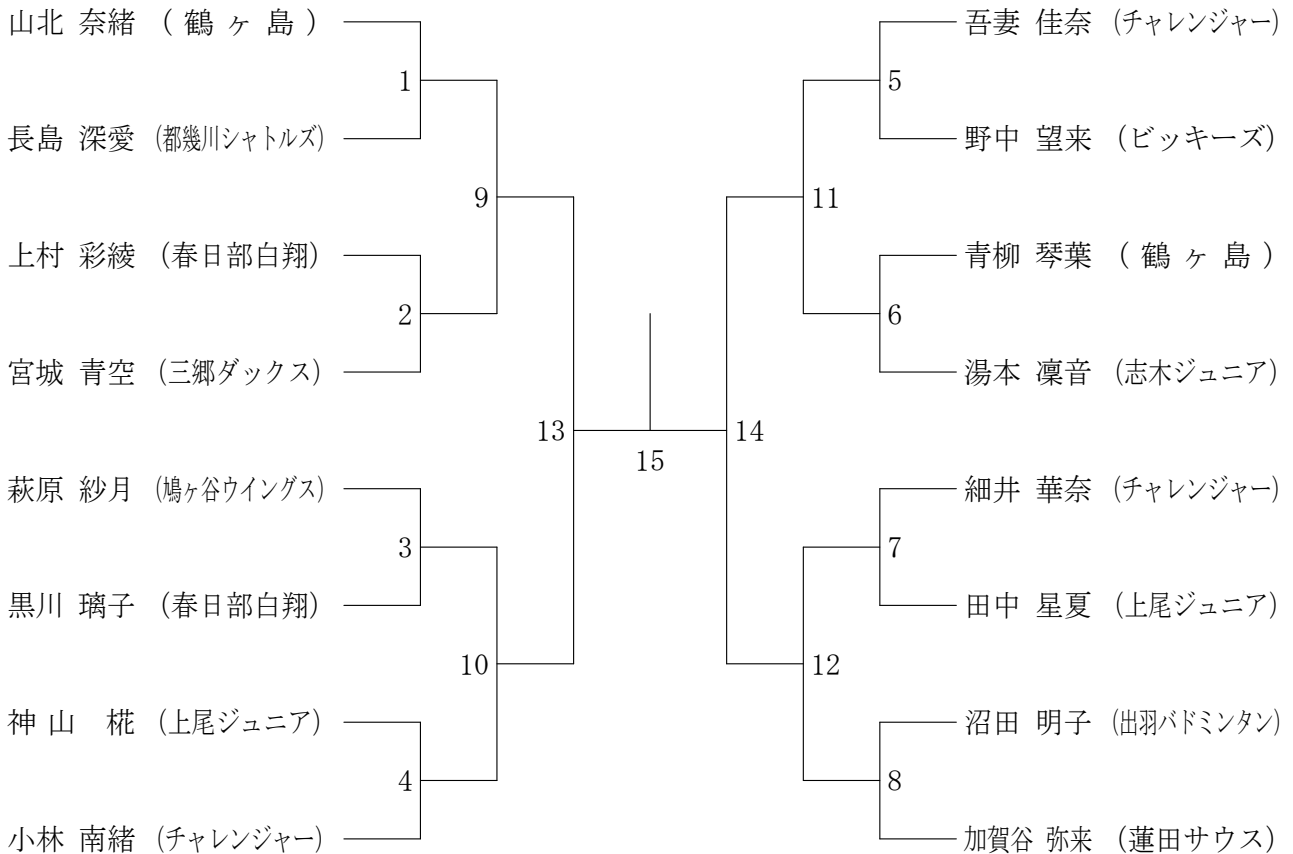 山北 奈緒 (鶴ヶ島)
1
長島 深愛 (都幾川シャトルズ)
9
上村 彩綾 (春日部白翔)
2
宮城 青空 (三郷ダックス)
13
萩原 紗月 (鳩ヶ谷ウイングス)
3
黒川 璃子 (春日部白翔)
10
神山 椛 (上尾ジュニア)
4
小林 南緒 (チャレンジャー)
15
吾妻 佳奈 (チャレンジャー)
5
野中 望来 (ビッキーズ)
11
青柳 琴葉 (鶴ヶ島)
6
湯本 凜音 (志木ジュニア)
14
細井 華奈 (チャレンジャー)
7
田中 星夏 (上尾ジュニア)
12
沼田 明子 (出羽バドミンタン)
8
加賀谷 弥来 (蓮田サウス)